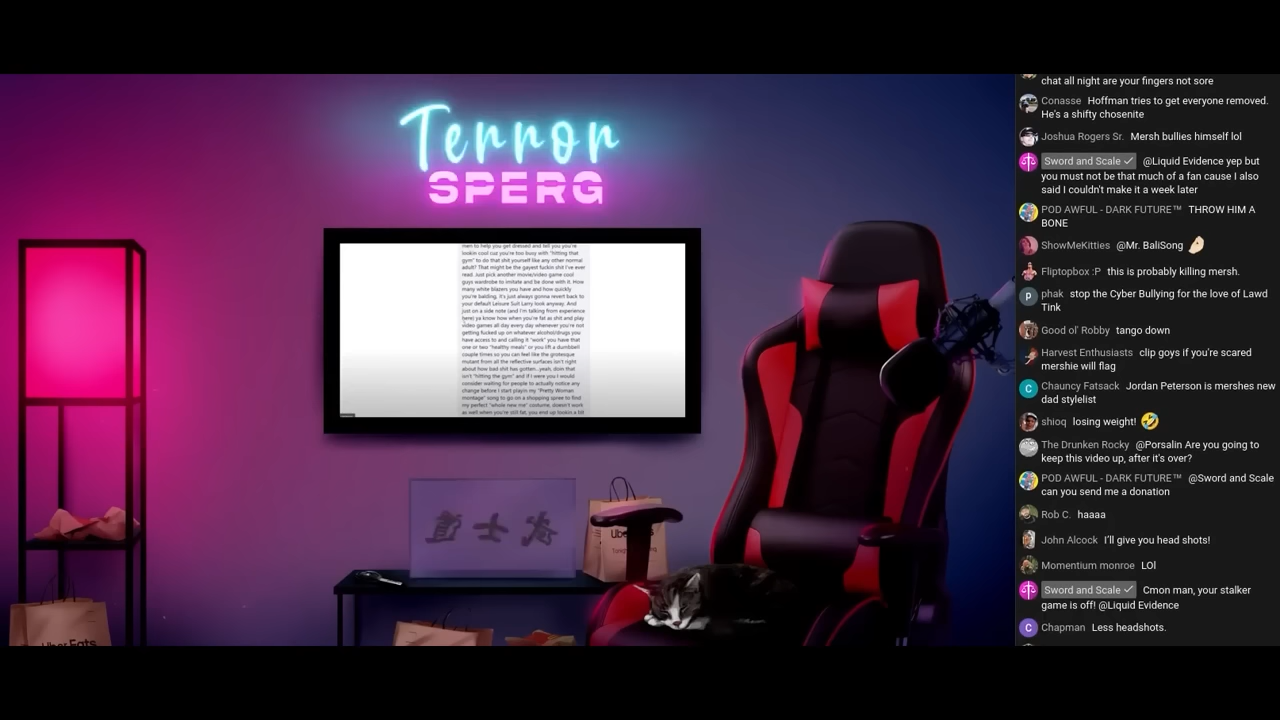 Terror
SPERG
men to help you get dressed and tell you you're
lookin cool cuz you're too busy with "hitting that
gym" to do that shit yourself like any other normal
adult? That might be the gayest fuckin shit I've ever
read. Just pick another movie/video game cool
guys wardrobe to imitate and be done with it. How
many white blazers you have and how quickly
you're balding, it's just always gonna revert back to
your default Leisure Suit Larry look anyway. And
just on a side note (and I'm talking from experience
here) ya know how when you're fat as shit and play
video games all day every day whenever you're not
getting fucked up on whatever alcohol/drugs you
have access to and calling it "work" you have that
one or two "healthy meals" or you lift a dumbbell
couple times so you can feel like the grotesque
mutant from all the reflective surfaces isn't right
about how bad shit has gotten...yeah, doin that
isn't "hitting the gym" and if I were you I would
consider waiting for people to actually notice any
change before I start playin my "Pretty Woman
montage" song to go on a shopping spree to find
my perfect "whole new me" costume, doesn't work
as well when you're still fat, you end up lookin a bit
道士武
Uber
Uber Eats
chat all night are your fingers not sore
Conasse Hoffman tries to get everyone removed.
He's a shifty chosenite
Joshua Rogers Sr. Mersh bullies himself lol
Sword and Scale ✓ @Liquid Evidence yep but
you must not be that much of a fan cause I also
said I couldn't make it a week later
POD AWFUL - DARK FUTURE™ THROW HIM A
BONE
ShowMeKitties @Mr. BaliSong 🤌🏻
Fliptopbox :P this is probably killing mersh.
P phak stop the Cyber Bullying for the love of Lawd
Tink
Good ol' Robby tango down
Harvest Enthusiasts clip guys if you're scared
mershie will flag
C Chauncy Fatsack Jordan Peterson is mershes new
dad stylelist
shioq losing weight! 🤣
The Drunken Rocky @Porsalin Are you going to
keep this video up, after it's over?
POD AWFUL - DARK FUTURE™ @Sword and Scale
can you send me a donation
Rob C. haaaa
John Alcock I'll give you head shots!
Momentium monroe LOl
Sword and Scale ✓ Cmon man, your stalker
game is off! @Liquid Evidence
C Chapman Less headshots.